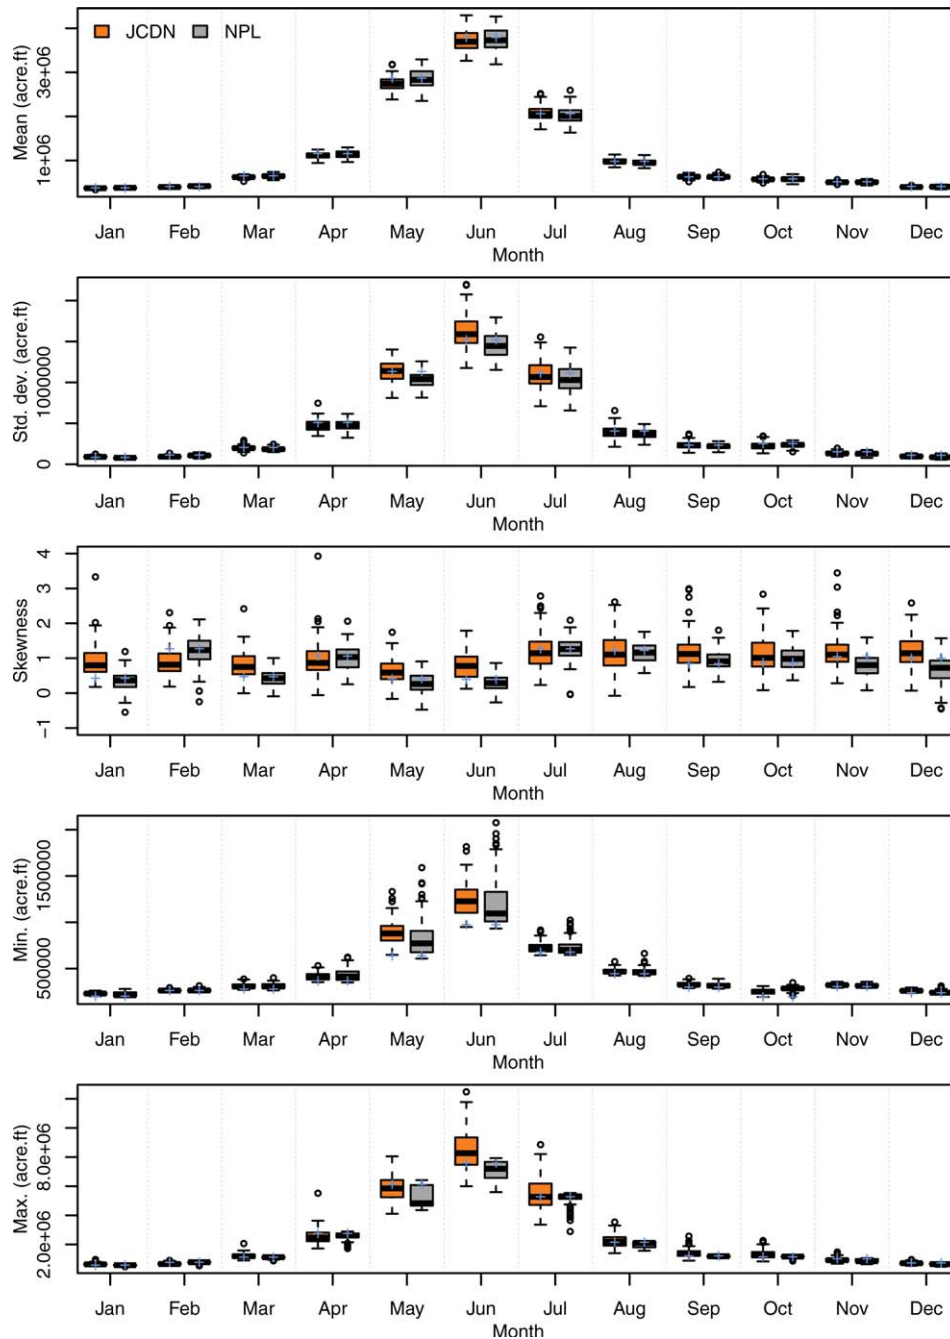 JCDN NPL
Mean (acre.ft)
3e+06
1e+06
Jan Feb Mar Apr May Jun Jul Aug Sep Oct Nov Dec
Month
Std. dev. (acre.ft)
1000000
0
Jan Feb Mar Apr May Jun Jul Aug Sep Oct Nov Dec
Month
Skewness
4
3
2
1
0
−1
Jan Feb Mar Apr May Jun Jul Aug Sep Oct Nov Dec
Month
Min. (acre.ft)
1500000
500000
Jan Feb Mar Apr May Jun Jul Aug Sep Oct Nov Dec
Month
Max. (acre.ft)
8.0e+06
2.0e+06
Jan Feb Mar Apr May Jun Jul Aug Sep Oct Nov Dec
Month